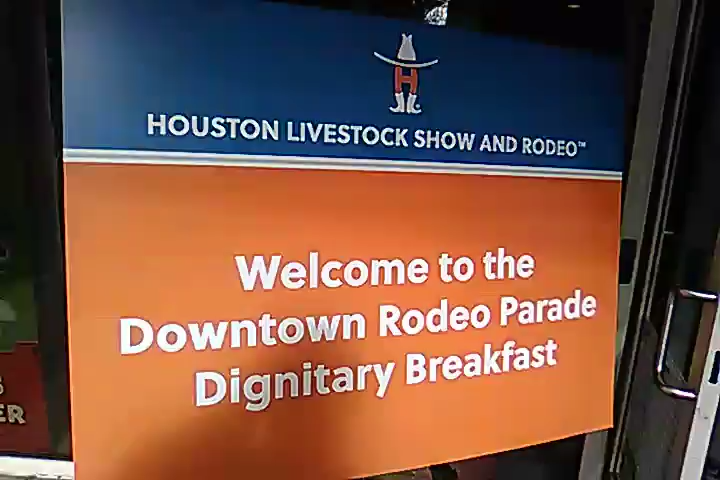 H
HOUSTON LIVESTOCK SHOW AND RODEO™
Welcome to the
Downtown Rodeo Parade
Dignitary Breakfast